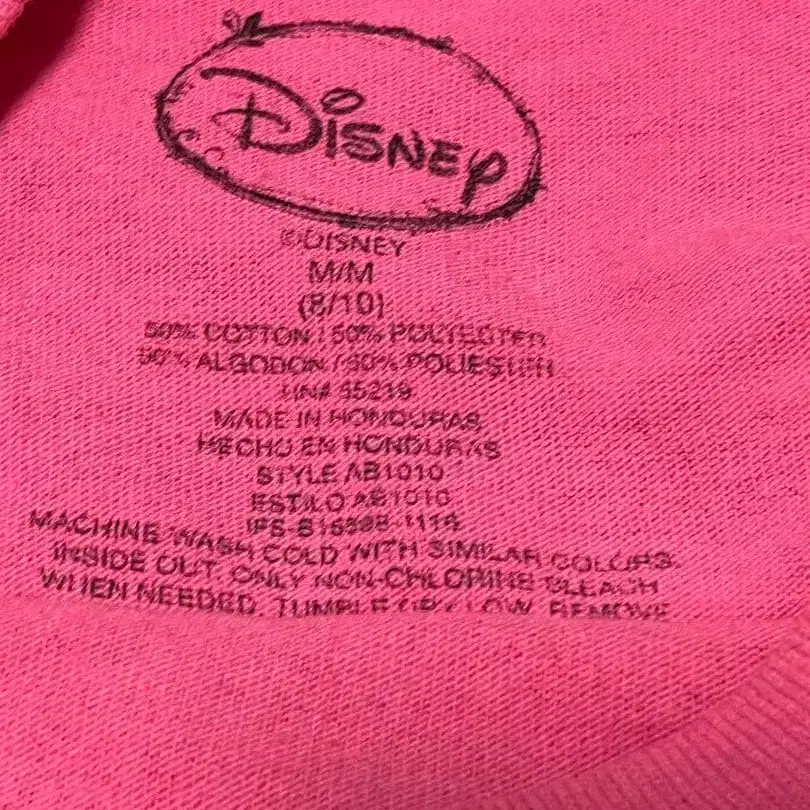 Disney
©DISNEY
M/M
(8/10)
50% COTTON / 50% POLYESTER
50% ALGODON / 50% POLIESTER
MADE IN HONDURAS
HECHO EN HONDURAS
STYLE AB1010
ESTILO AB1010
MACHINE WASH COLD WITH SIMILAR COLORS.
INSIDE OUT. ONLY NON-CHLORINE BLEACH
WHEN NEEDED. TUMBLE DRY LOW. REMOVE